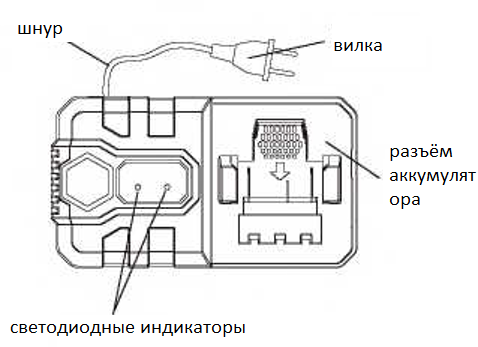 шнур
вилка
разъём
аккумулят
ора
светодиодные индикаторы